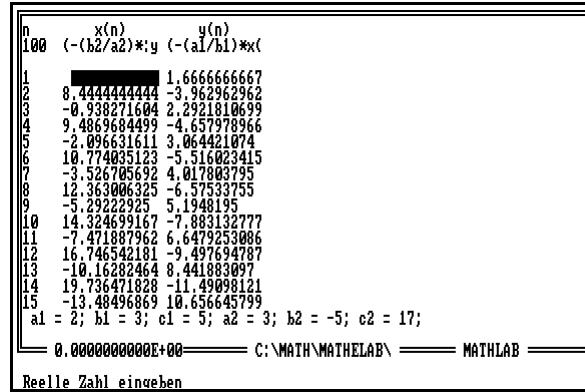 n x(n) y(n)
100 (-(b2/a2)*:y (-(a1/b1)*x(
1 1.6666666667
2 8.4444444444 -3.962962962
3 -0.938271604 2.2921810699
4 9.4869684499 -4.657978966
5 -2.096631611 3.064421074
6 10.774035123 -5.516023415
7 -3.526705692 4.017803795
8 12.363006325 -6.57533755
9 -5.29222925 5.1948195
10 14.324699167 -7.883132777
11 -7.471887962 6.6479253086
12 16.746542181 -9.497694787
13 -10.16282464 8.441883097
14 19.736471828 -11.49098121
15 -13.48496869 10.656645799
a1 = 2; b1 = 3; c1 = 5; a2 = 3; b2 = -5; c2 = 17;
0.0000000000E+00 C:\MATH\MATHELAB\ MATHLAB
Reelle Zahl eingeben